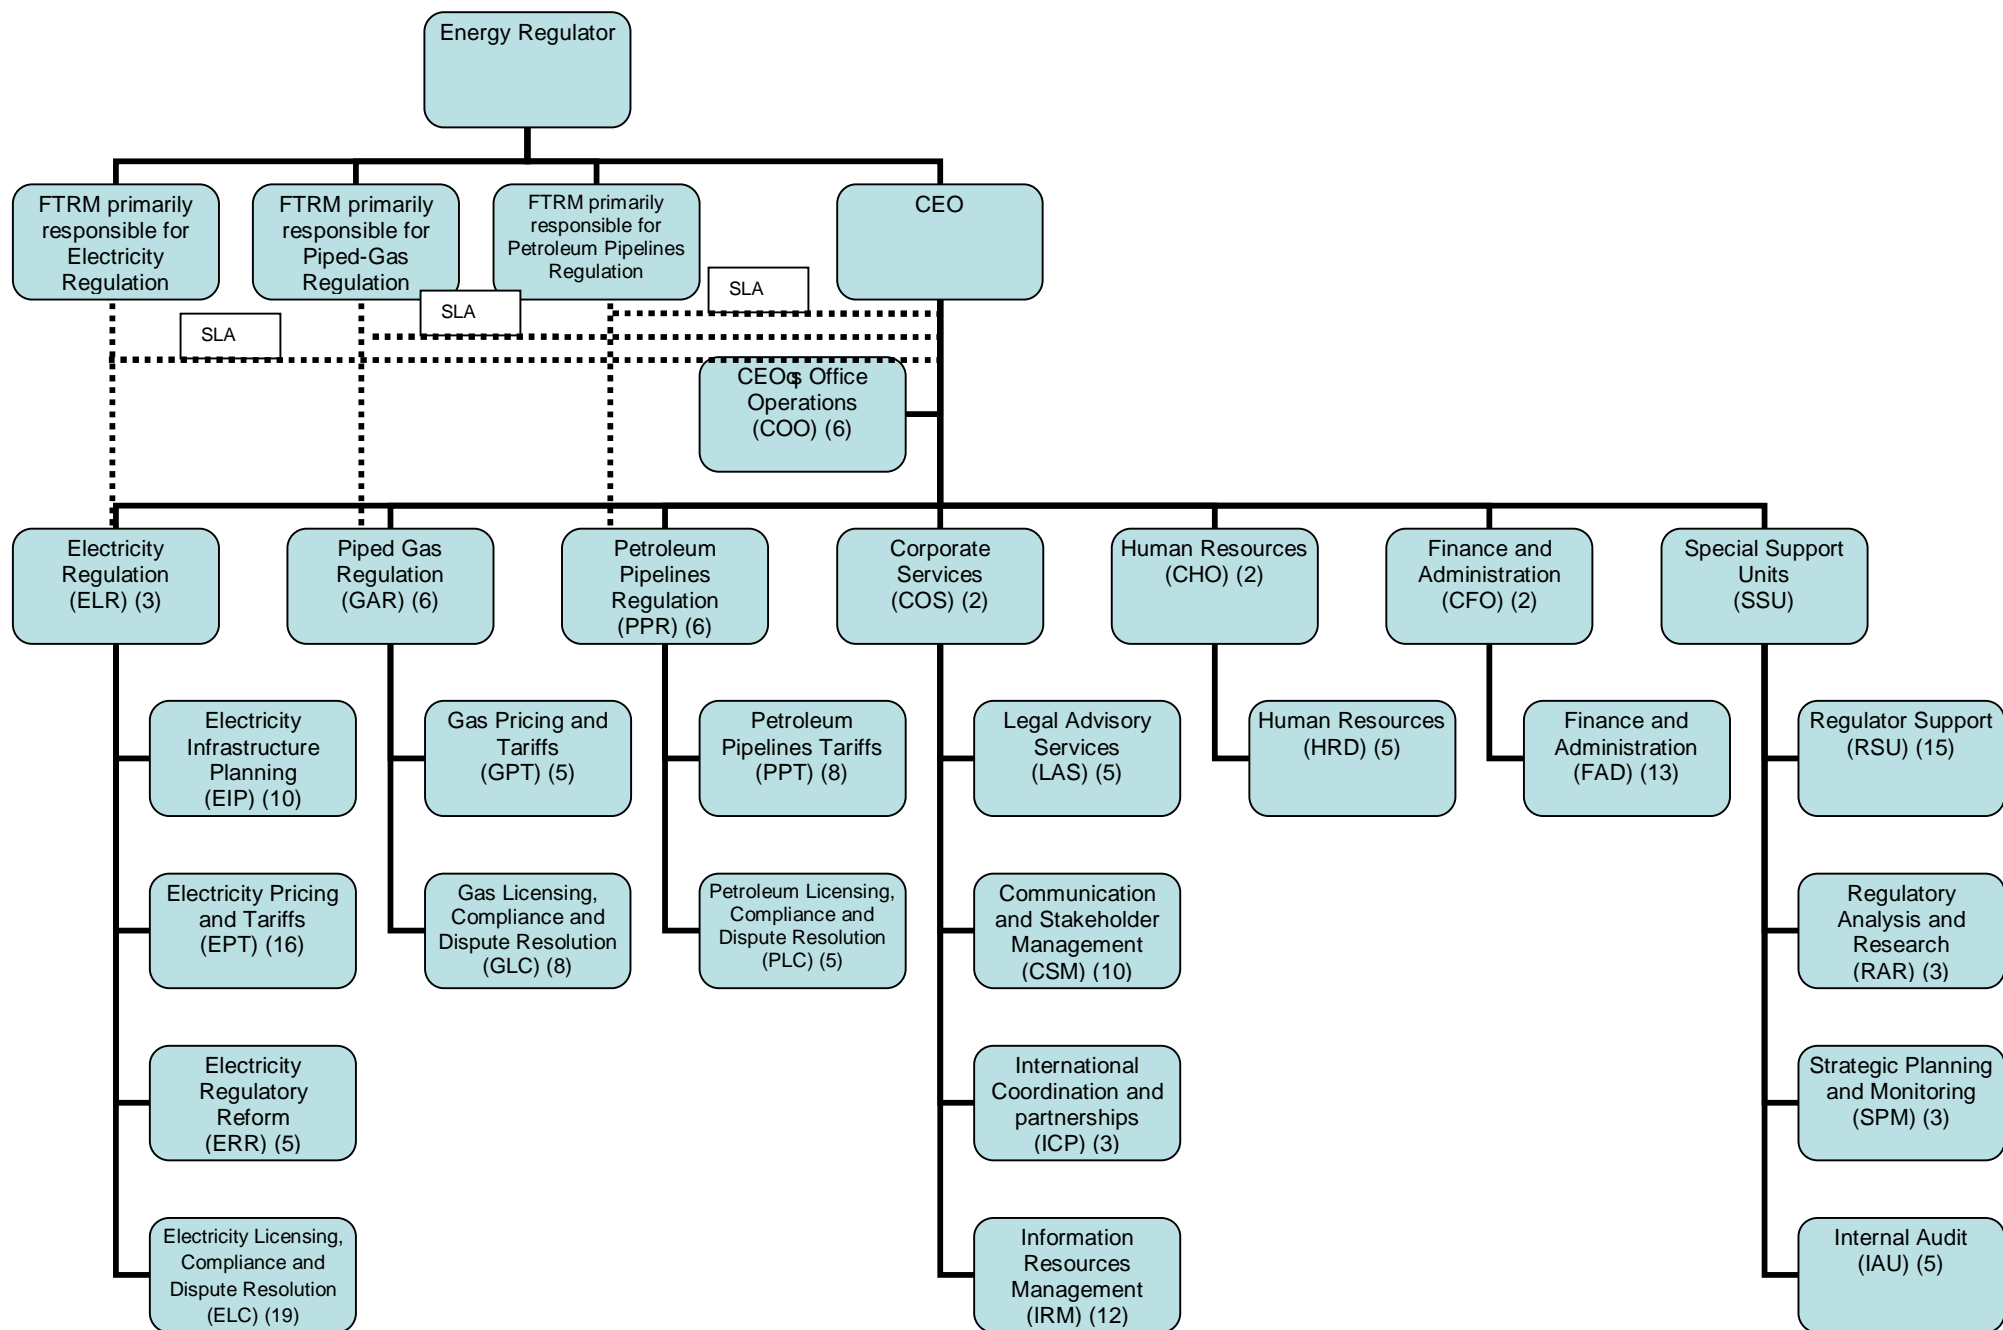 Energy Regulator
FTRM primarily
responsible for
Electricity
Regulation
FTRM primarily
responsible for
Piped-Gas
Regulation
FTRM primarily
responsible for
Petroleum Pipelines
Regulation
CEO
SLA
SLA
SLA
CEOqs Office
Operations
(COO) (6)
Electricity
Regulation
(ELR) (3)
Piped Gas
Regulation
(GAR) (6)
Petroleum
Pipelines
Regulation
(PPR) (6)
Corporate
Services
(COS) (2)
Human Resources
(CHO) (2)
Finance and
Administration
(CFO) (2)
Special Support
Units
(SSU)
Electricity
Infrastructure
Planning
(EIP) (10)
Gas Pricing and
Tariffs
(GPT) (5)
Petroleum
Pipelines Tariffs
(PPT) (8)
Legal Advisory
Services
(LAS) (5)
Human Resources
(HRD) (5)
Finance and
Administration
(FAD) (13)
Regulator Support
(RSU) (15)
Electricity Pricing
and Tariffs
(EPT) (16)
Gas Licensing,
Compliance and
Dispute Resolution
(GLC) (8)
Petroleum Licensing,
Compliance and
Dispute Resolution
(PLC) (5)
Communication
and Stakeholder
Management
(CSM) (10)
Regulatory
Analysis and
Research
(RAR) (3)
Electricity
Regulatory
Reform
(ERR) (5)
International
Coordination and
partnerships
(ICP) (3)
Strategic Planning
and Monitoring
(SPM) (3)
Electricity Licensing,
Compliance and
Dispute Resolution
(ELC) (19)
Information
Resources
Management
(IRM) (12)
Internal Audit
(IAU) (5)